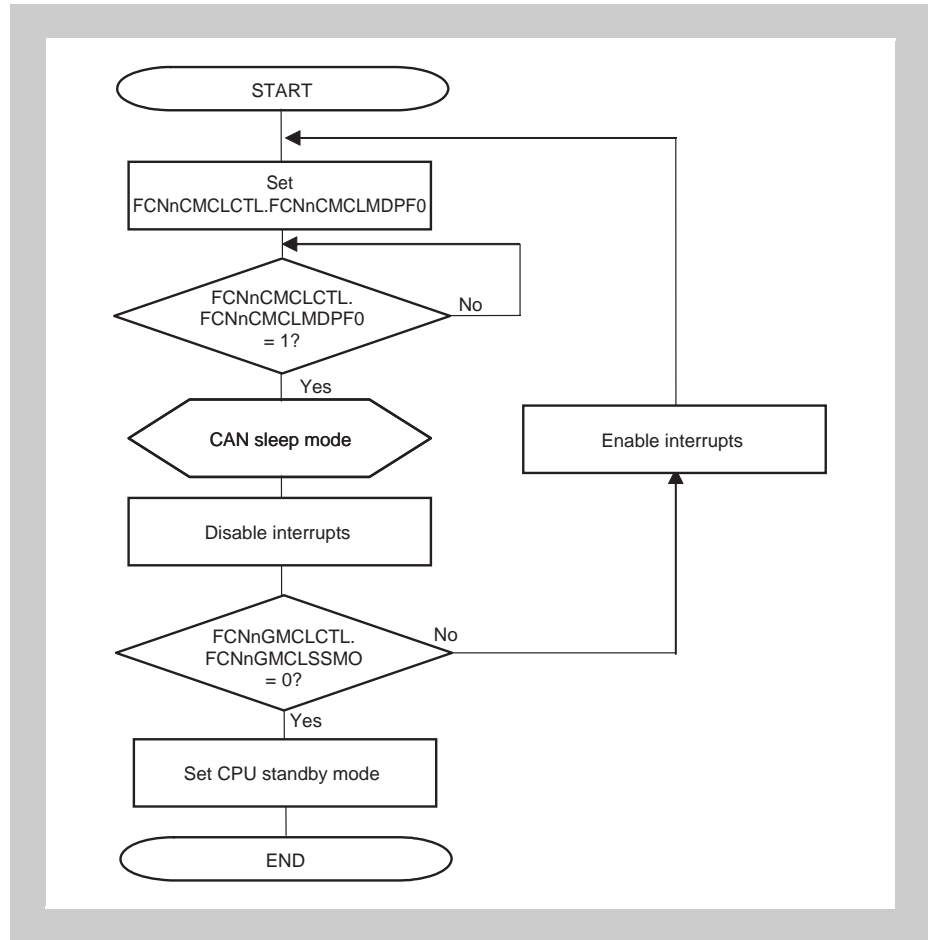 START
Set
FCNnCMCLCTL.FCNnCMCLMDPF0
FCNnCMCLCTL.
FCNnCMCLMDPF0
= 1?
No
Yes
CAN sleep mode
Enable interrupts
Disable interrupts
FCNnGMCLCTL.
FCNnGMCLSSMO
= 0?
No
Yes
Set CPU standby mode
END